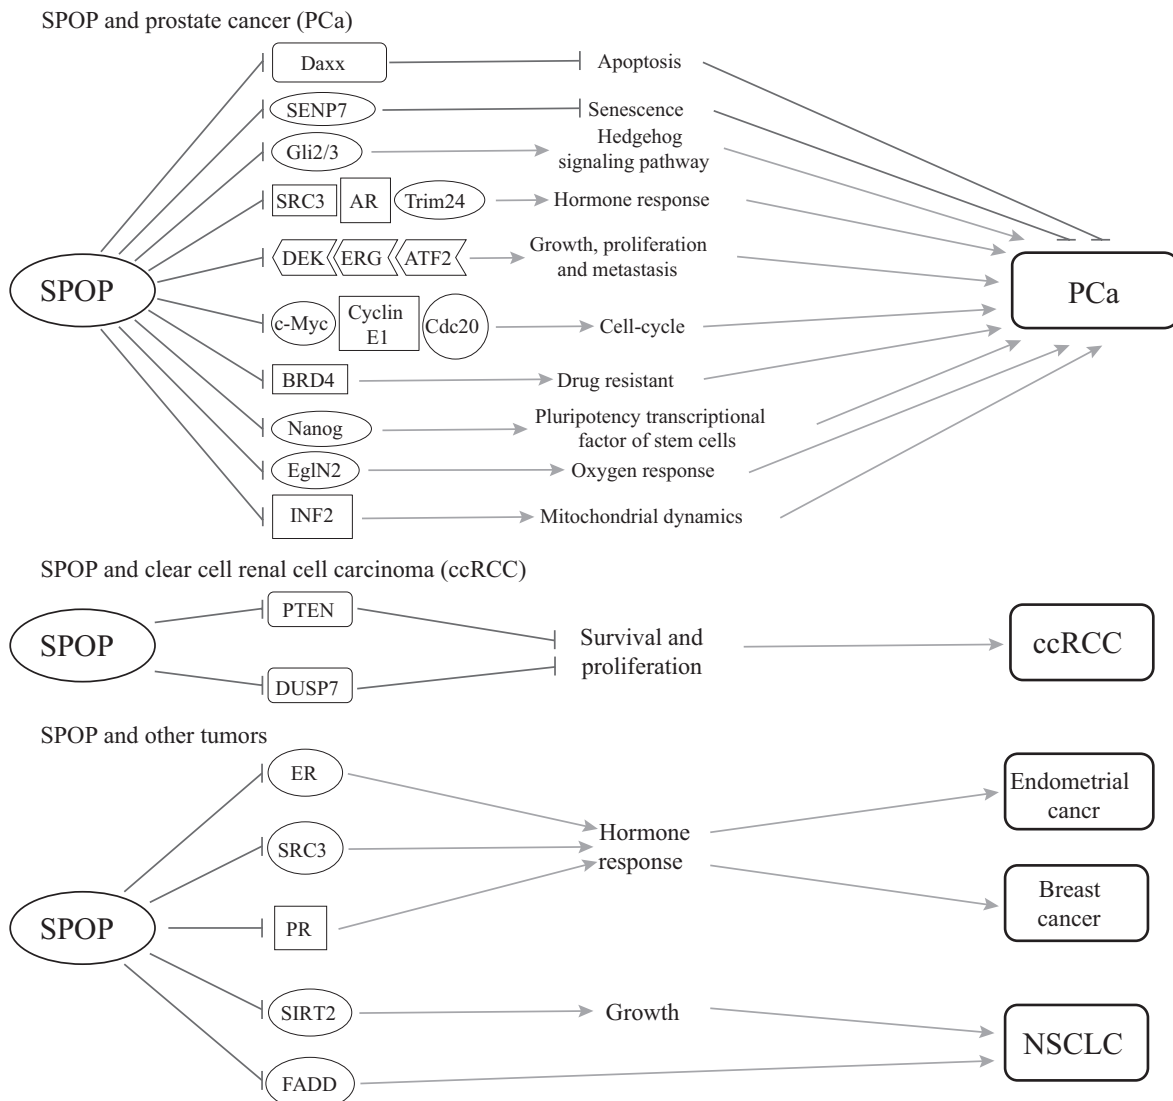 SPOP and prostate cancer (PCa)
Daxx
Apoptosis
SENP7
Senescence
Gli2/3
Hedgehog
signaling pathway
SRC3
AR
Trim24
Hormone response
DEK
ERG
ATF2
Growth, proliferation
and metastasis
SPOP
PCa
c-Myc
Cyclin
E1
Cdc20
Cell-cycle
BRD4
Drug resistant
Nanog
Pluripotency transcriptional
factor of stem cells
EglN2
Oxygen response
INF2
Mitochondrial dynamics
SPOP and clear cell renal cell carcinoma (ccRCC)
SPOP
PTEN
DUSP7
Survival and
proliferation
ccRCC
SPOP and other tumors
ER
SRC3
SPOP
PR
SIRT2
FADD
Hormone
response
Growth
Endometrial
cancr
Breast
cancer
NSCLC